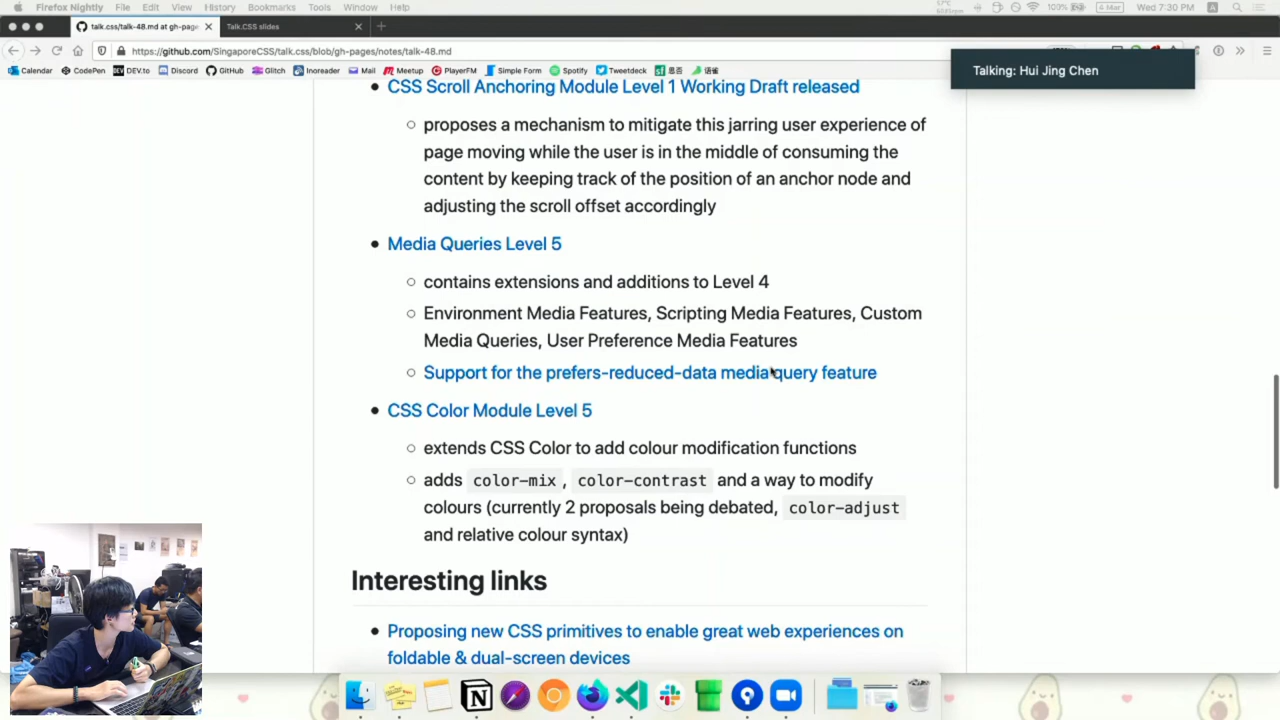 Firefox Nightly File Edit View History Bookmarks Tools Window Help
100% 4 Mar Wed 7:30 PM
talk.css/talk-48.md at gh-page
Talk.CSS slides
https://github.com/SingaporeCSS/talk.css/blob/gh-pages/notes/talk-48.md
Calendar CodePen DEV.to Discord GitHub Glitch Inoreader Mail Meetup PlayerFM Simple Form Spotify Tweetdeck 是否 语雀
Talking: Hui Jing Chen
CSS Scroll Anchoring Module Level 1 Working Draft released
proposes a mechanism to mitigate this jarring user experience of
page moving while the user is in the middle of consuming the
content by keeping track of the position of an anchor node and
adjusting the scroll offset accordingly
Media Queries Level 5
contains extensions and additions to Level 4
Environment Media Features, Scripting Media Features, Custom
Media Queries, User Preference Media Features
Support for the prefers-reduced-data media query feature
CSS Color Module Level 5
extends CSS Color to add colour modification functions
adds color-mix , color-contrast and a way to modify
colours (currently 2 proposals being debated, color-adjust
and relative colour syntax)
Interesting links
Proposing new CSS primitives to enable great web experiences on
foldable & dual-screen devices